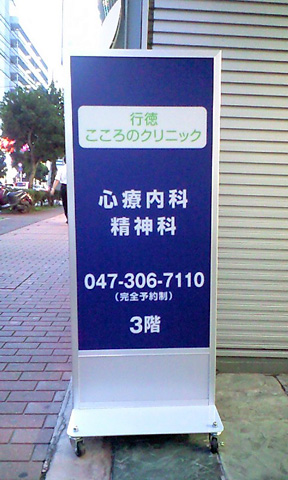 行徳
こころのクリニック
心療内科
精神科
047-306-7110
(完全予約制)
3階